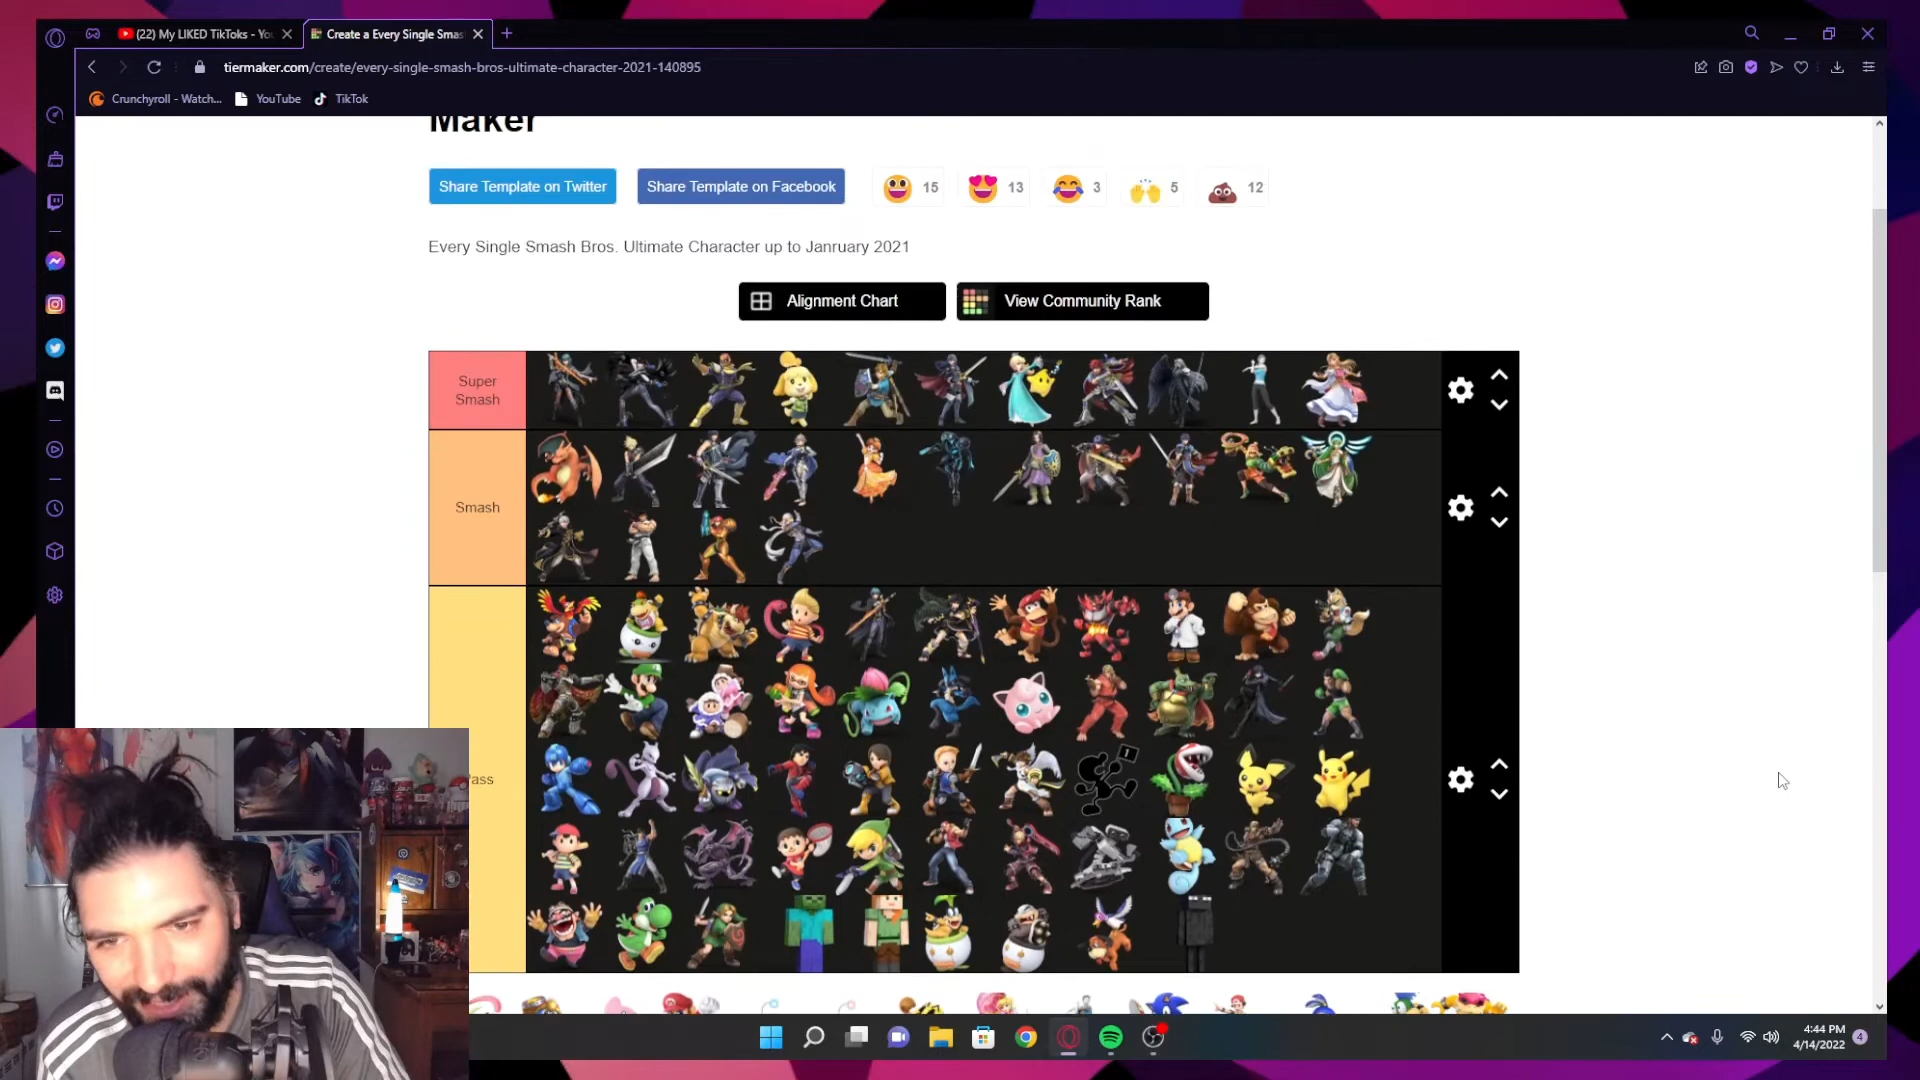 (22) My LIKED TikToks - Yo
Create a Every Single Smas
tiermaker.com/create/every-single-smash-bros-ultimate-character-2021-140895
Crunchyroll - Watch...
YouTube
TikTok
Maker
Share Template on Twitter
Share Template on Facebook
15
13
3
5
12
Every Single Smash Bros. Ultimate Character up to Janruary 2021
Alignment Chart
View Community Rank
Super
Smash
Smash
ass
4:44 PM
4/14/2022
4